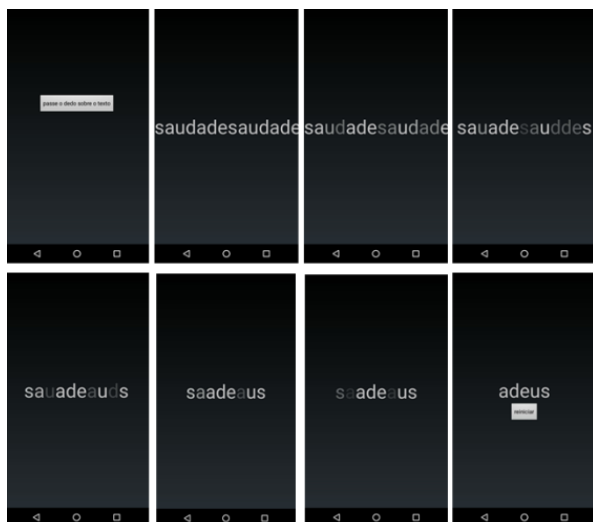 passe o dedo sobre o texto
saudadesaudade
saudadesaudade
sauadesauddes
sauadeauds
saadeaus
saadeaus
adeus
reiniciar